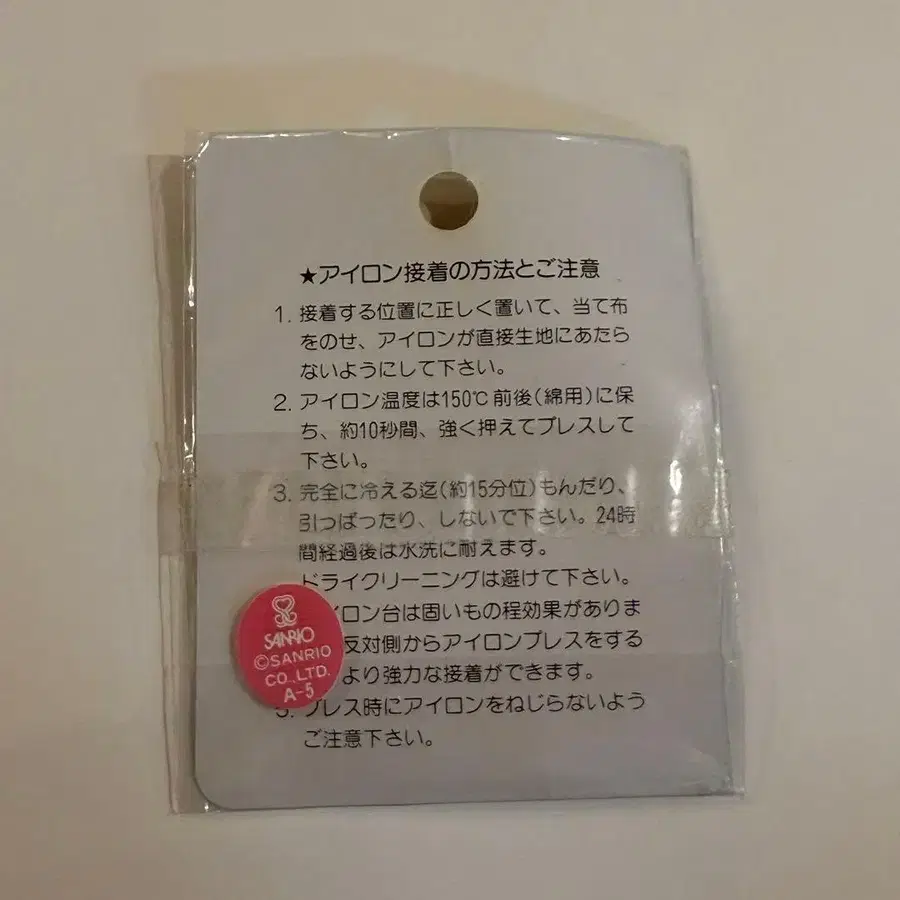 ★アイロン接着の方法とご注意
1. 接着する位置に正しく置いて、当て布
をのせ、アイロンが直接生地にあたら
ないようにして下さい。
2. アイロン温度は150℃前後(綿用)に保
ち、約10秒間、強く押えてプレスして
下さい。
3. 完全に冷える迄(約15分位)もんだり、
引っぱったり、しないで下さい。24時
間経過後は水洗に耐えます。
ドライクリーニングは避けて下さい。
イロン台は固いもの程効果がありま
反対側からアイロンプレスをする
より強力な接着ができます。
5. プレス時にアイロンをねじらないよう
ご注意下さい。
SANRIO
©SANRIO
CO.,LTD.
A-5